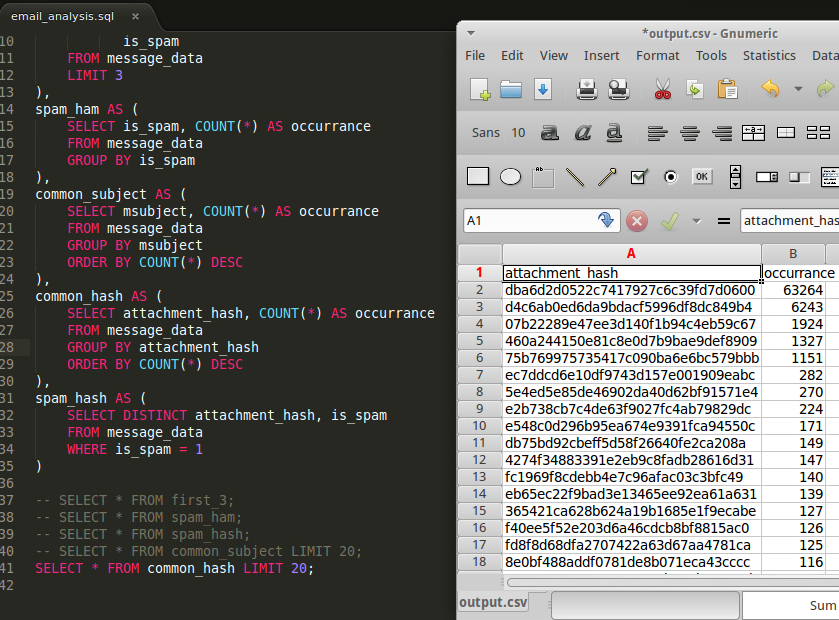 email_analysis.sql ×
10 is_spam
11 FROM message_data
12 LIMIT 3
13 ),
14 spam_ham AS (
15 SELECT is_spam, COUNT(*) AS occurrance
16 FROM message_data
17 GROUP BY is_spam
18 ),
19 common_subject AS (
20 SELECT msubject, COUNT(*) AS occurrance
21 FROM message_data
22 GROUP BY msubject
23 ORDER BY COUNT(*) DESC
24 ),
25 common_hash AS (
26 SELECT attachment_hash, COUNT(*) AS occurrance
27 FROM message_data
28 GROUP BY attachment_hash
29 ORDER BY COUNT(*) DESC
30 ),
31 spam_hash AS (
32 SELECT DISTINCT attachment_hash, is_spam
33 FROM message_data
34 WHERE is_spam = 1
35 )
36
37 -- SELECT * FROM first_3;
38 -- SELECT * FROM spam_ham;
39 -- SELECT * FROM spam_hash;
40 -- SELECT * FROM common_subject LIMIT 20;
41 SELECT * FROM common_hash LIMIT 20;
42
*output.csv - Gnumeric
File Edit View Insert Format Tools Statistics Data
Sans 10 a a a
ab OK
A1 = attachment_has
A B
1 attachment_hash occurrance
2 dba6d2d0522c7417927c6c39fd7d0600 63264
3 d4c6ab0ed6da9bdacf5996df8dc849b4 6243
4 07b22289e47ee3d140f1b94c4eb59c67 1924
5 460a244150e81c8e0d7b9bae9def8909 1327
6 75b769975735417c090ba6e6bc579bbb 1151
7 ec7ddcd6e10df9743d157e001909eabc 282
8 5e4ed5e85de46902da40d62bf91571e4 270
9 e2b738cb7c4de63f9027fc4ab79829dc 224
10 e548c0d296b95ea674e9391fca94550c 171
11 db75bd92cbeff5d58f26640fe2ca208a 149
12 4274f34883391e2eb9c8fadb28616d31 147
13 fc1969f8cdebb4e7c96afac03c3bfc49 140
14 eb65ec22f9bad3e13465ee92ea61a631 139
15 365421ca628b624a19b1685e1f9ecabe 127
16 f40ee5f52e203d6a46cdcb8bf8815ac0 126
17 fd8f8d68dfa2707422a63d67aa4781ca 125
18 8e0bf488addf0781de8b071eca43cccc 116
output.csv Sum